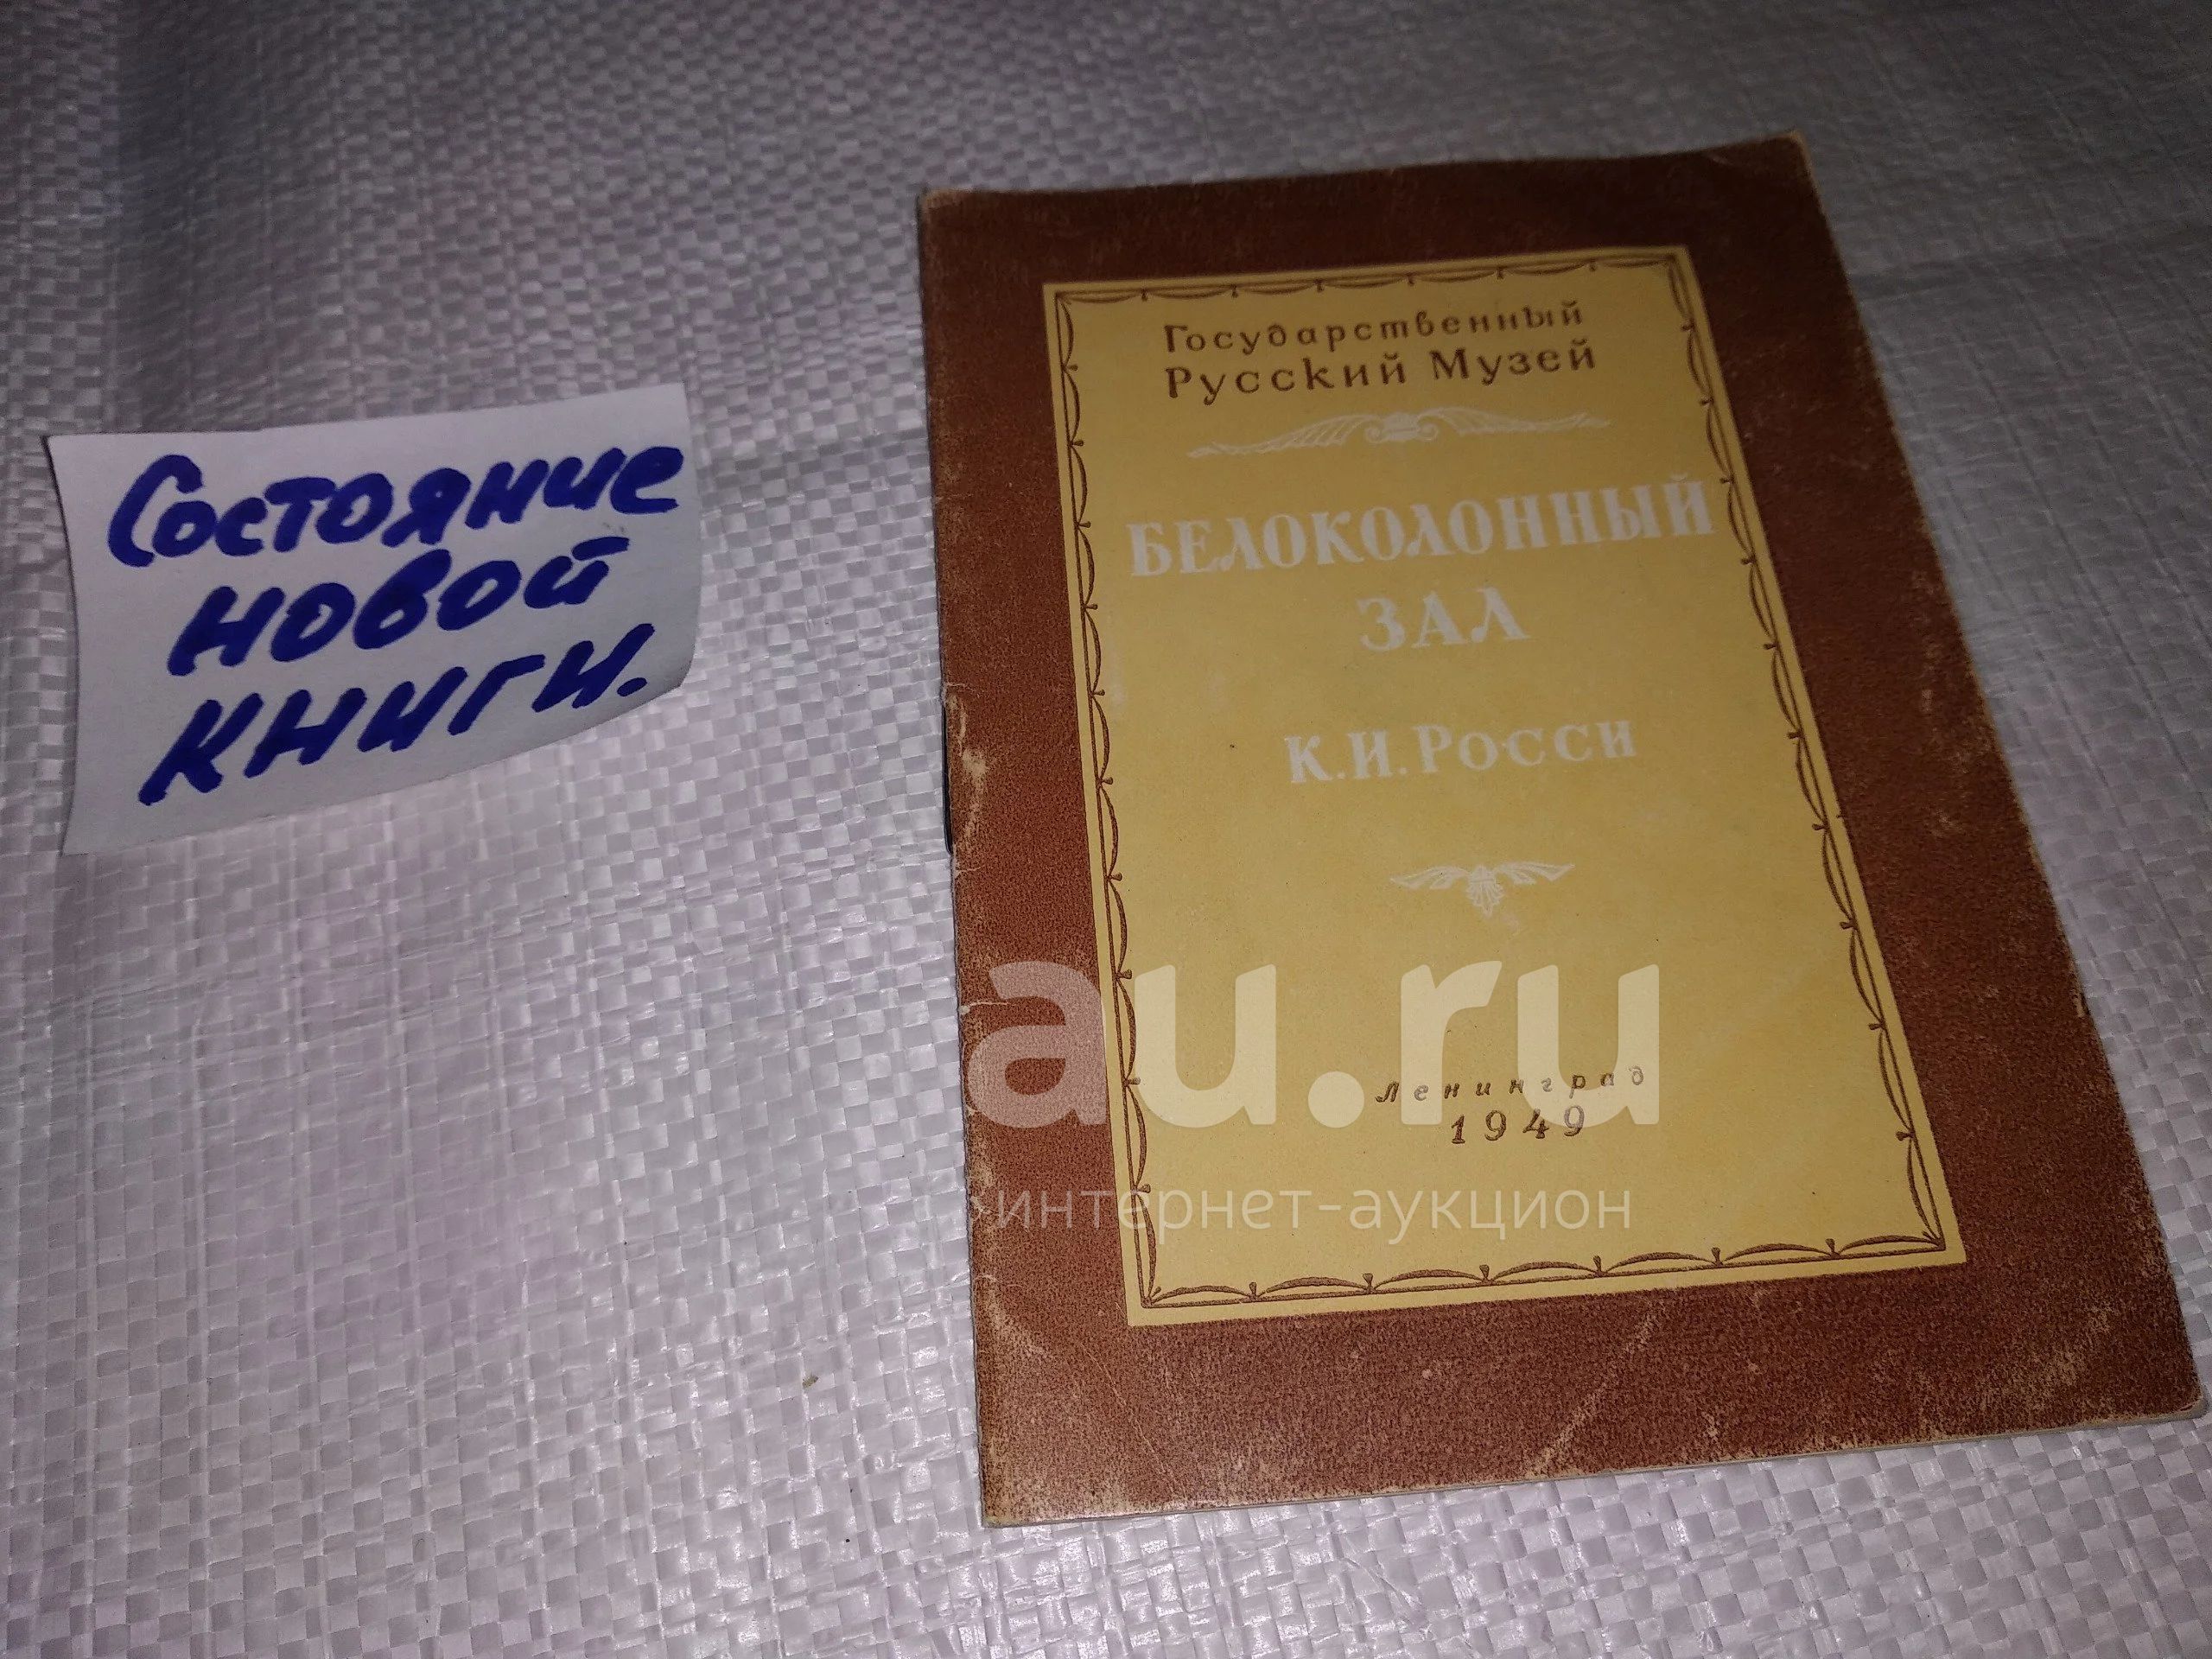 Состояние
новой
книги.
Государственный
Русский Музей
БЕЛОКОЛОННЫЙ
ЗАЛ
К.И.РОССИ
Ленинград
1949
au.ru
интернет-аукцион